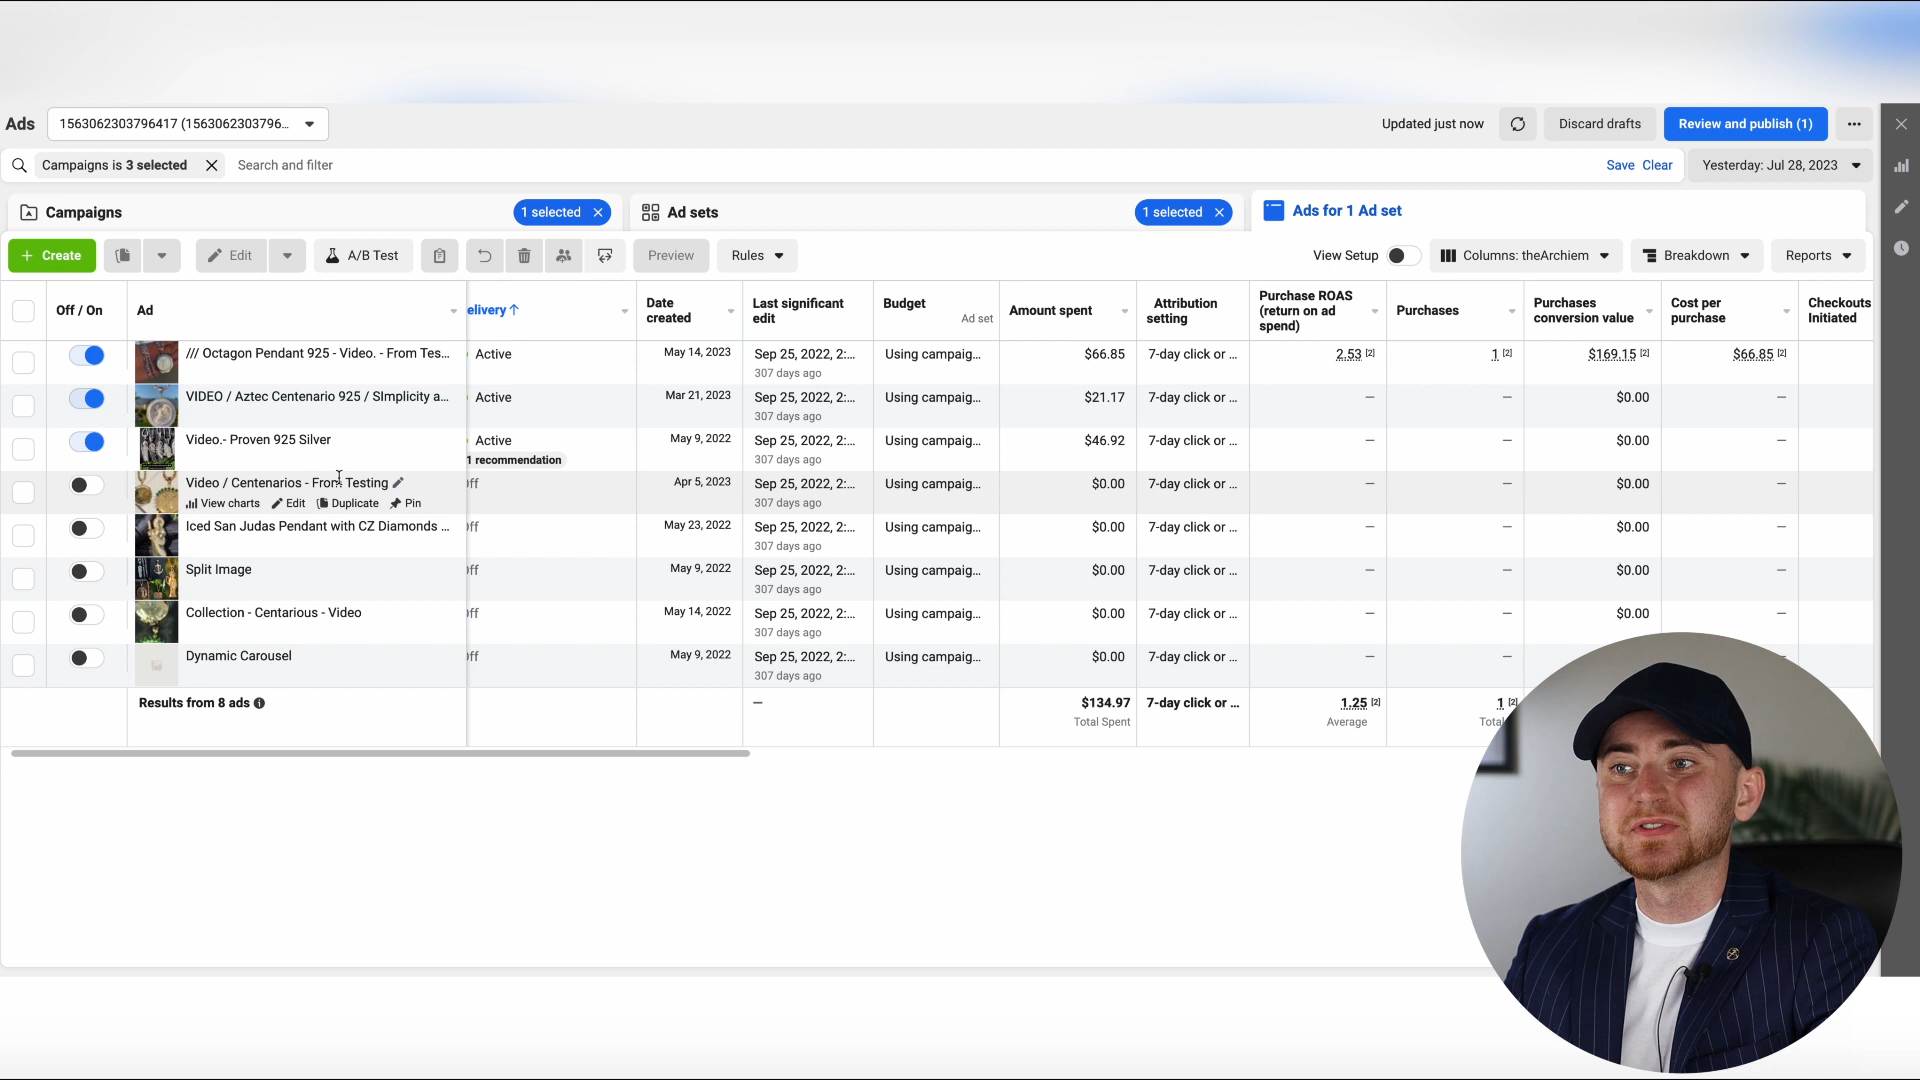 Ads
1563062303796417 (1563062303796...
Updated just now
Discard drafts
Review and publish (1)
Campaigns is 3 selected
Search and filter
Save
Clear
Yesterday: Jul 28, 2023
Campaigns
1 selected
Ad sets
1 selected
Ads for 1 Ad set
+ Create
Edit
A/B Test
Preview
Rules
View Setup
Columns: theArchiem
Breakdown
Reports
Off / On
Ad
elivery ↑
Date created
Last significant edit
Budget
Ad set
Amount spent
Attribution setting
Purchase ROAS (return on ad spend)
Purchases
Purchases conversion value
Cost per purchase
Checkouts Initiated
/// Octagon Pendant 925 - Video. - From Tes...
Active
May 14, 2023
Sep 25, 2022, 2:...
307 days ago
Using campaig...
$66.85
7-day click or ...
2.53 [2]
1 [2]
$169.15 [2]
$66.85 [2]
VIDEO / Aztec Centenario 925 / SImplicity a...
Active
Mar 21, 2023
Sep 25, 2022, 2:...
307 days ago
Using campaig...
$21.17
7-day click or ...
—
—
$0.00
—
Video.- Proven 925 Silver
Active
1 recommendation
May 9, 2022
Sep 25, 2022, 2:...
307 days ago
Using campaig...
$46.92
7-day click or ...
—
—
$0.00
—
Video / Centenarios - From Testing
View charts
Edit
Duplicate
Pin
ff
Apr 5, 2023
Sep 25, 2022, 2:...
307 days ago
Using campaig...
$0.00
7-day click or ...
—
—
$0.00
—
Iced San Judas Pendant with CZ Diamonds ...
ff
May 23, 2022
Sep 25, 2022, 2:...
307 days ago
Using campaig...
$0.00
7-day click or ...
—
—
$0.00
—
Split Image
ff
May 9, 2022
Sep 25, 2022, 2:...
307 days ago
Using campaig...
$0.00
7-day click or ...
—
—
$0.00
—
Collection - Centarious - Video
ff
May 14, 2022
Sep 25, 2022, 2:...
307 days ago
Using campaig...
$0.00
7-day click or ...
—
—
$0.00
—
Dynamic Carousel
ff
May 9, 2022
Sep 25, 2022, 2:...
307 days ago
Using campaig...
$0.00
7-day click or ...
—
—
Results from 8 ads
—
$134.97
Total Spent
7-day click or ...
1.25 [2]
Average
1 [2]
Total